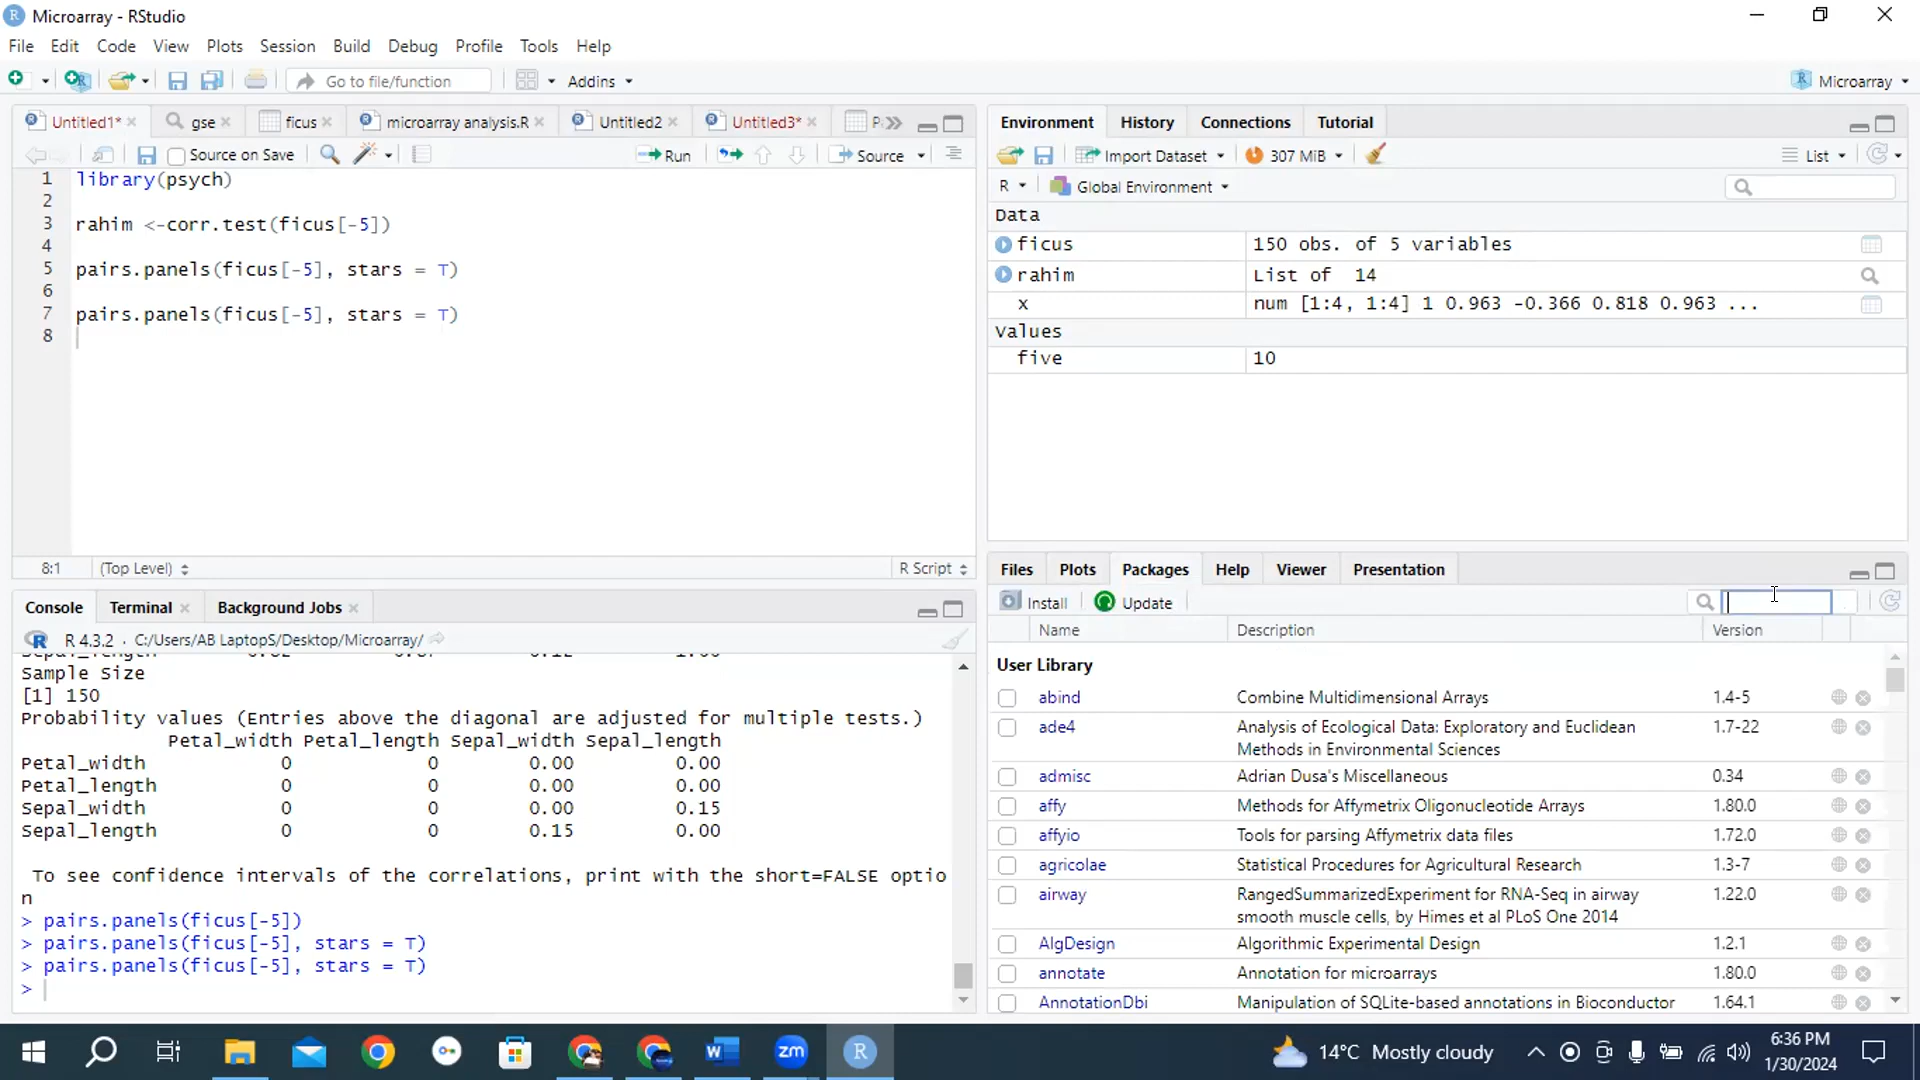 Microarray - RStudio
File Edit Code View Plots Session Build Debug Profile Tools Help
Go to file/function Addins Microarray
Untitled1* gse ficus microarray analysis.R Untitled2 Untitled3*
Source on Save Run Source
1 library(psych)
2
3 rahim <-corr.test(ficus[-5])
4
5 pairs.panels(ficus[-5], stars = T)
6
7 pairs.panels(ficus[-5], stars = T)
8
8:1 (Top Level) R Script
Console Terminal Background Jobs
R 4.3.2 · C:/Users/AB LaptopS/Desktop/Microarray/
Sample Size
[1] 150
Probability values (Entries above the diagonal are adjusted for multiple tests.)
Petal_width Petal_length Sepal_width Sepal_length
Petal_width 0 0 0.00 0.00
Petal_length 0 0 0.00 0.00
Sepal_width 0 0 0.00 0.15
Sepal_length 0 0 0.15 0.00
To see confidence intervals of the correlations, print with the short=FALSE optio
n
> pairs.panels(ficus[-5])
> pairs.panels(ficus[-5], stars = T)
> pairs.panels(ficus[-5], stars = T)
>
Environment History Connections Tutorial
Import Dataset 307 MiB List
R Global Environment
Data
ficus 150 obs. of 5 variables
rahim List of 14
x num [1:4, 1:4] 1 0.963 -0.366 0.818 0.963 ...
Values
five 10
Files Plots Packages Help Viewer Presentation
Install Update
Name Description Version
User Library
abind Combine Multidimensional Arrays 1.4-5
ade4 Analysis of Ecological Data: Exploratory and Euclidean 1.7-22
Methods in Environmental Sciences
admisc Adrian Dusa's Miscellaneous 0.34
affy Methods for Affymetrix Oligonucleotide Arrays 1.80.0
affyio Tools for parsing Affymetrix data files 1.72.0
agricolae Statistical Procedures for Agricultural Research 1.3-7
airway RangedSummarizedExperiment for RNA-Seq in airway 1.22.0
smooth muscle cells, by Himes et al PLoS One 2014
AlgDesign Algorithmic Experimental Design 1.2.1
annotate Annotation for microarrays 1.80.0
AnnotationDbi Manipulation of SQLite-based annotations in Bioconductor 1.64.1
zm
14°C Mostly cloudy
6:36 PM
1/30/2024